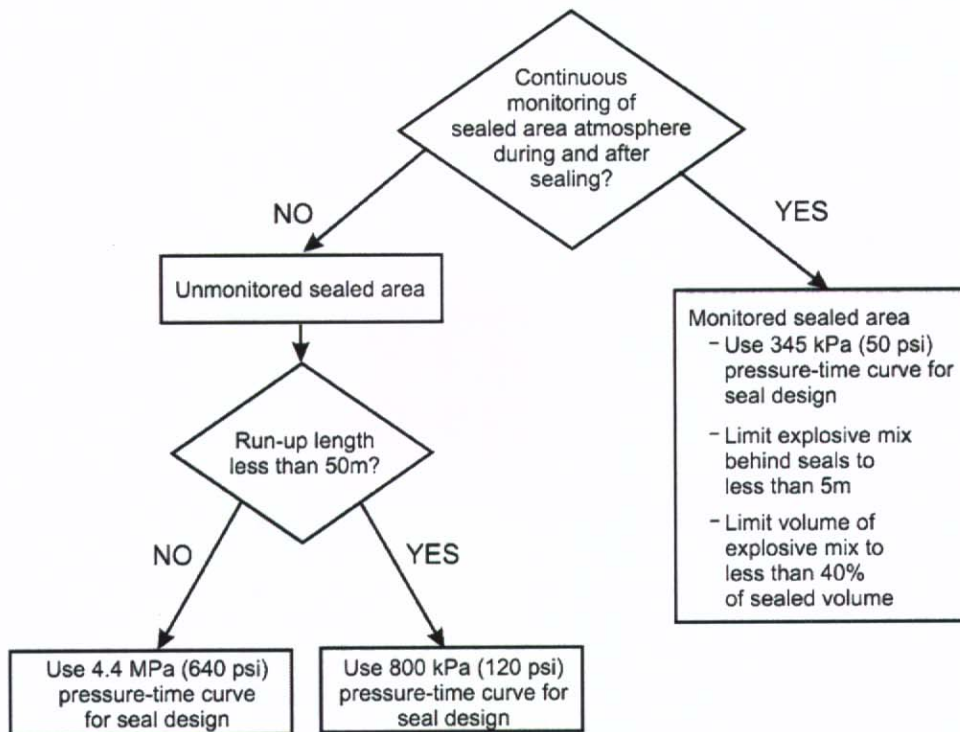 Continuous
monitoring of
sealed area atmosphere
during and after
sealing?
NO
YES
Unmonitored sealed area
Monitored sealed area
- Use 345 kPa (50 psi)
pressure-time curve for
seal design
- Limit explosive mix
behind seals to
less than 5m
- Limit volume of
explosive mix to
less than 40%
of sealed volume
Run-up length
less than 50m?
NO
YES
Use 4.4 MPa (640 psi)
pressure-time curve
for seal design
Use 800 kPa (120 psi)
pressure-time curve for
seal design